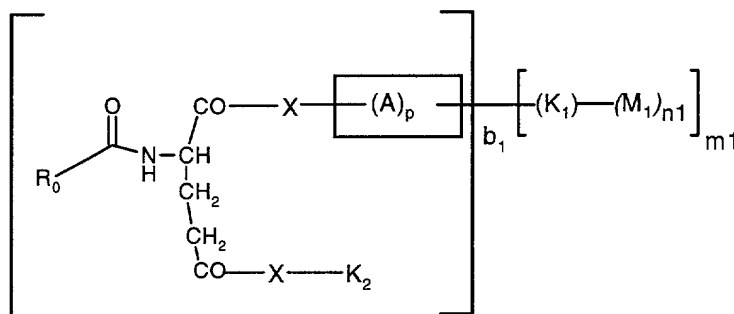 O CO—X—(A)p—(K1)—(M1)n1
b1 m1
R0 N H CH
CH2
CH2
CO—X—K2